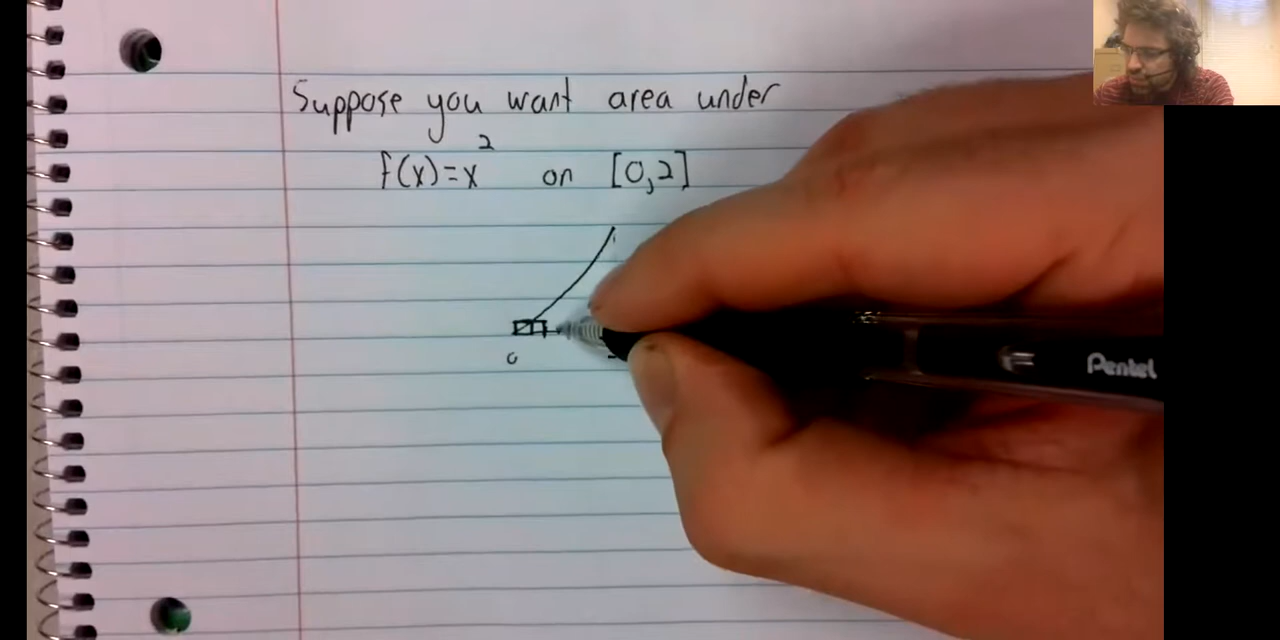 Suppose you want area under
f(x)=x² on [0,2]
0
Pentel